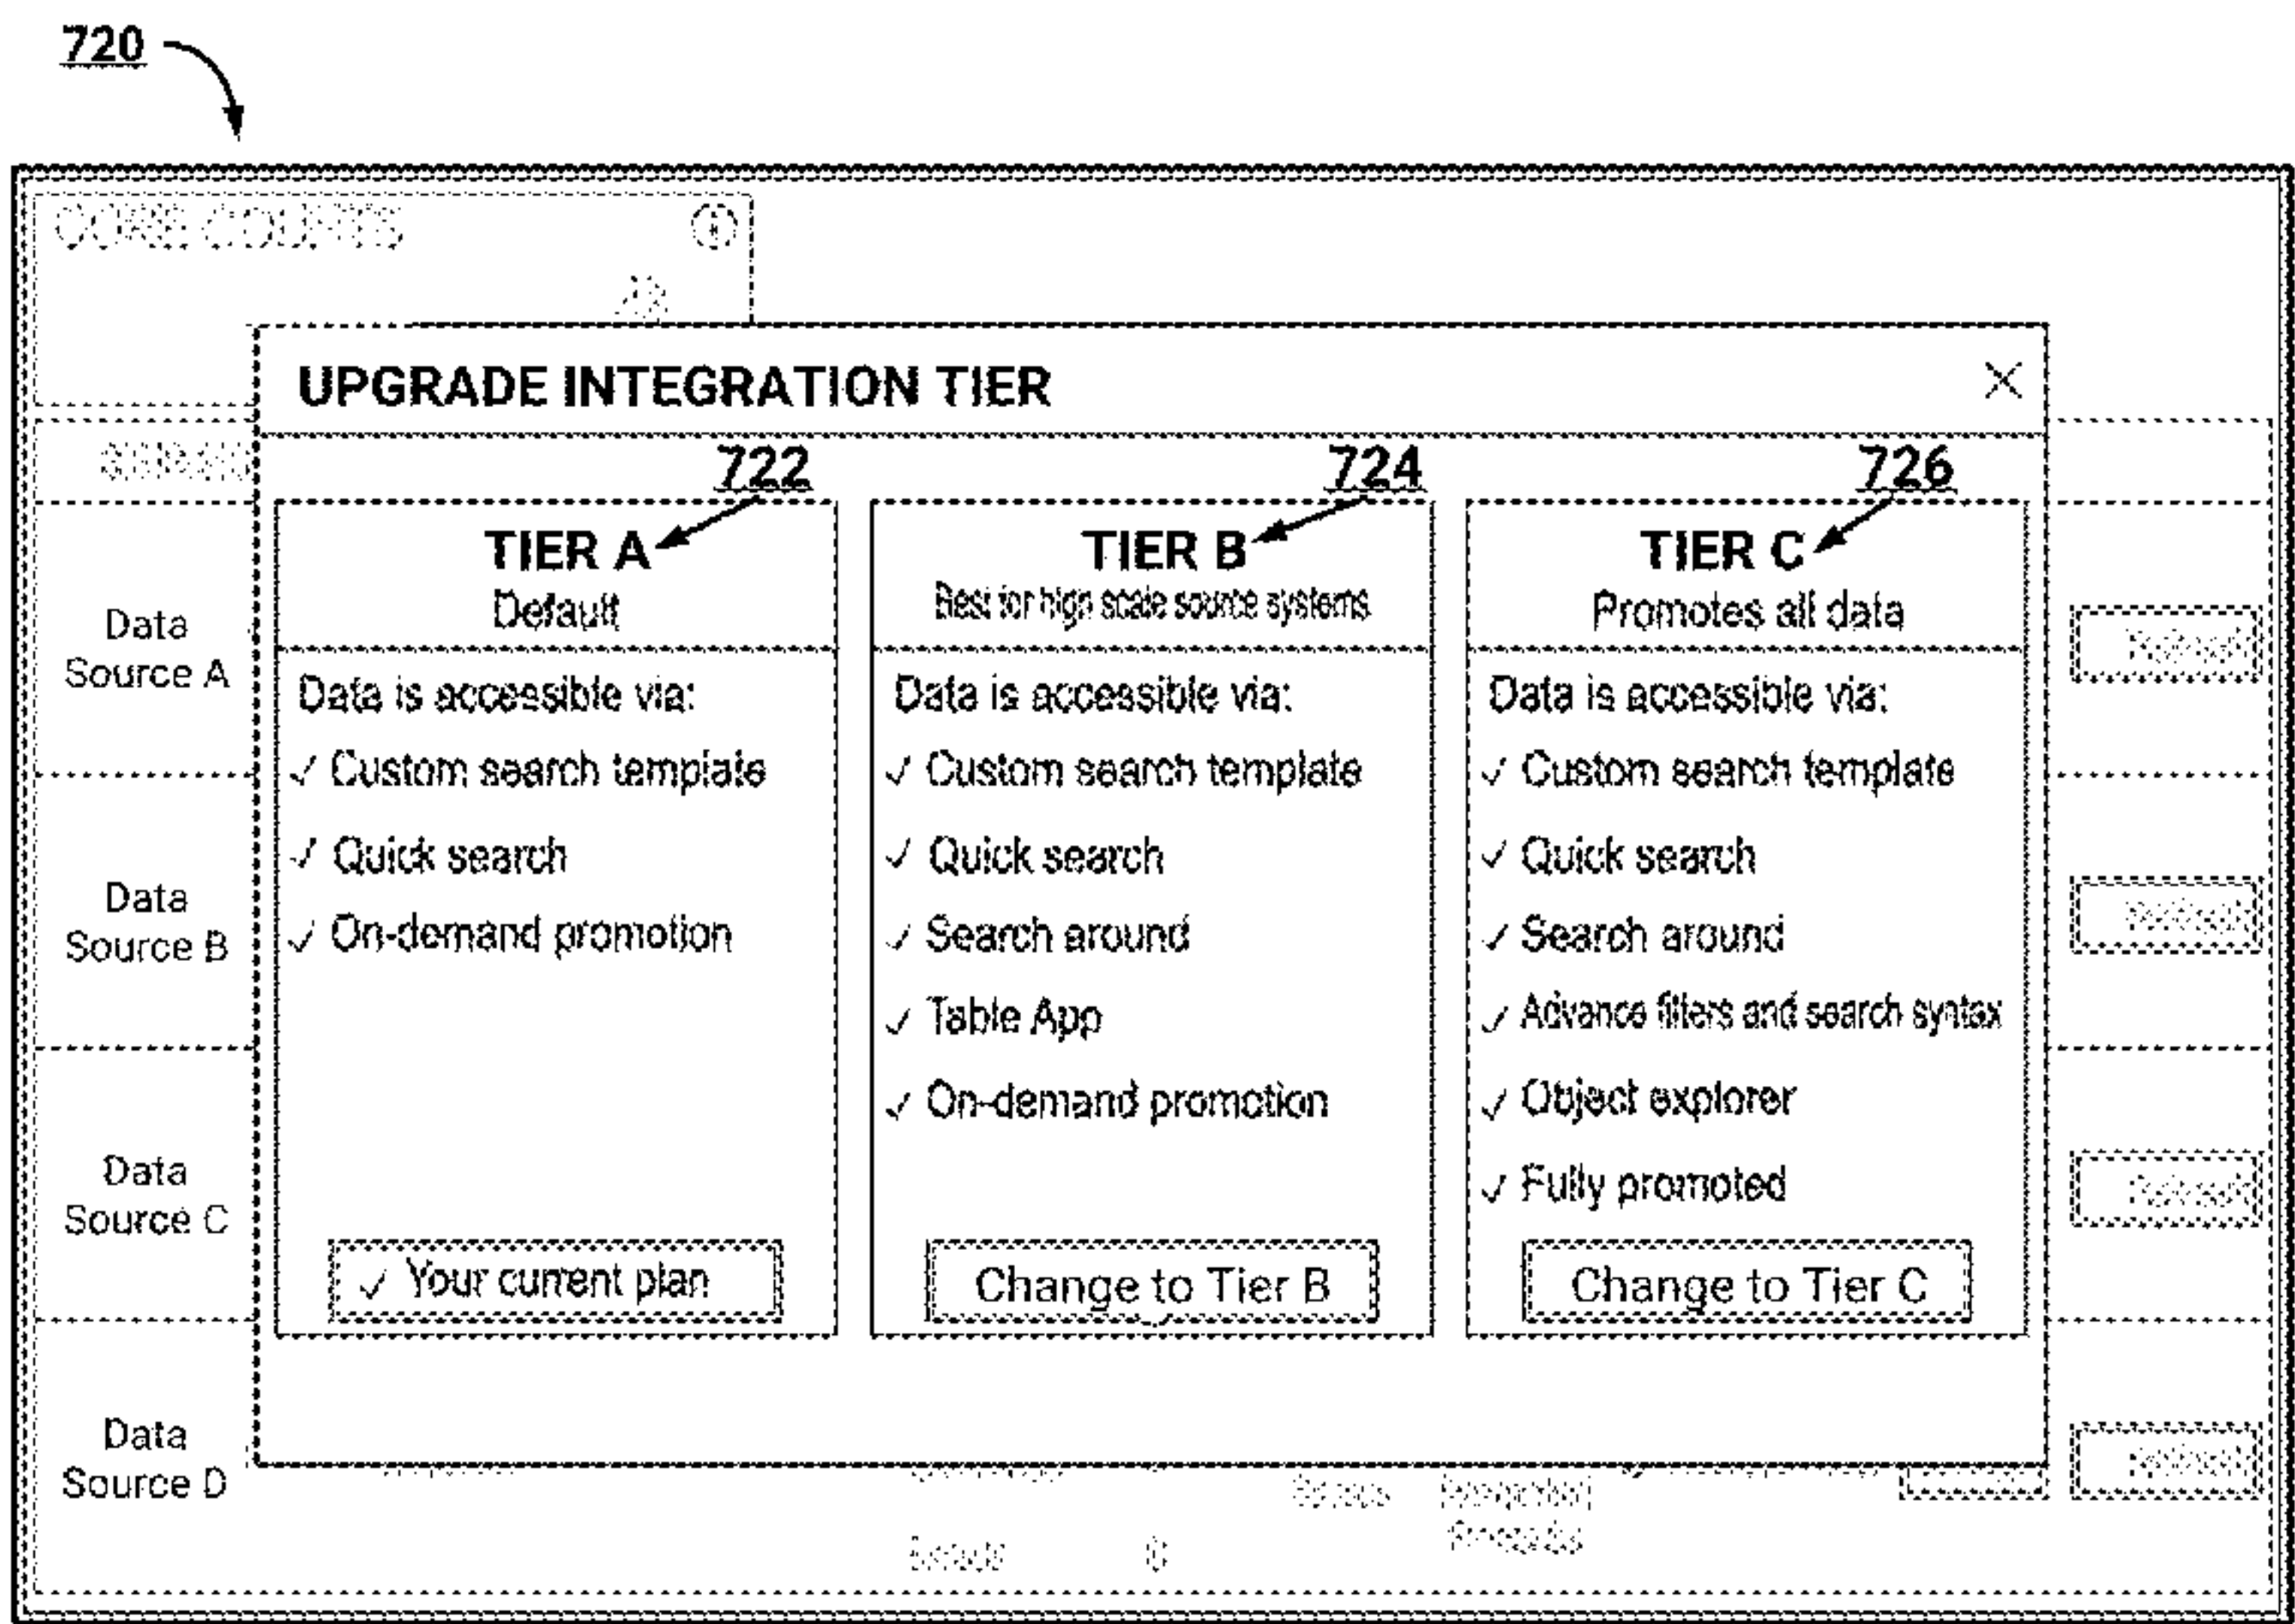 720
CORE COUNTS
UPGRADE INTEGRATION TIER
722
724
726
TIER A
Default
Data is accessible via:
✓ Custom search template
✓ Quick search
✓ On-demand promotion
✓ Your current plan
TIER B
Best for high scale source systems
Data is accessible via:
✓ Custom search template
✓ Quick search
✓ Search around
✓ Table App
✓ On-demand promotion
Change to Tier B
TIER C
Promotes all data
Data is accessible via:
✓ Custom search template
✓ Quick search
✓ Search around
✓ Advance filters and search syntax
✓ Object explorer
✓ Fully promoted
Change to Tier C
Data
Source A
Data
Source B
Data
Source C
Data
Source D